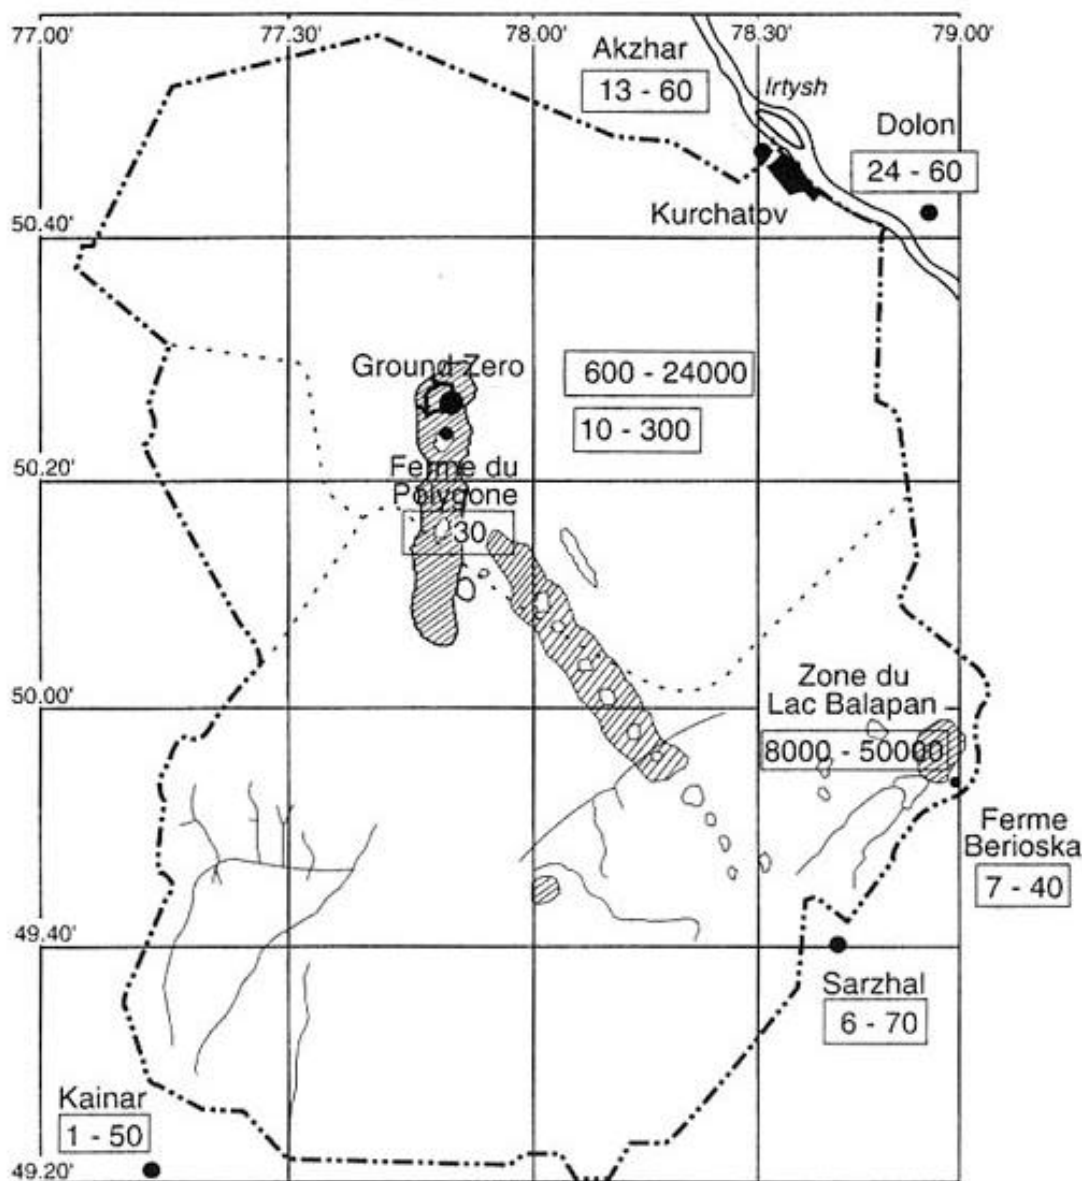 77.00' 77.30' 78.00' 78.30' 79.00'
Akzhar
13 - 60
Irtysh
Dolon
24 - 60
Kurchatov
50.40'
Ground Zero
600 - 24000
10 - 300
50.20'
Ferme du
Polygone
30
50.00'
Zone du
Lac Balapan
8000 - 50000
Ferme
Berioska
7 - 40
49.40'
Sarzhal
6 - 70
Kainar
1 - 50
49.20'